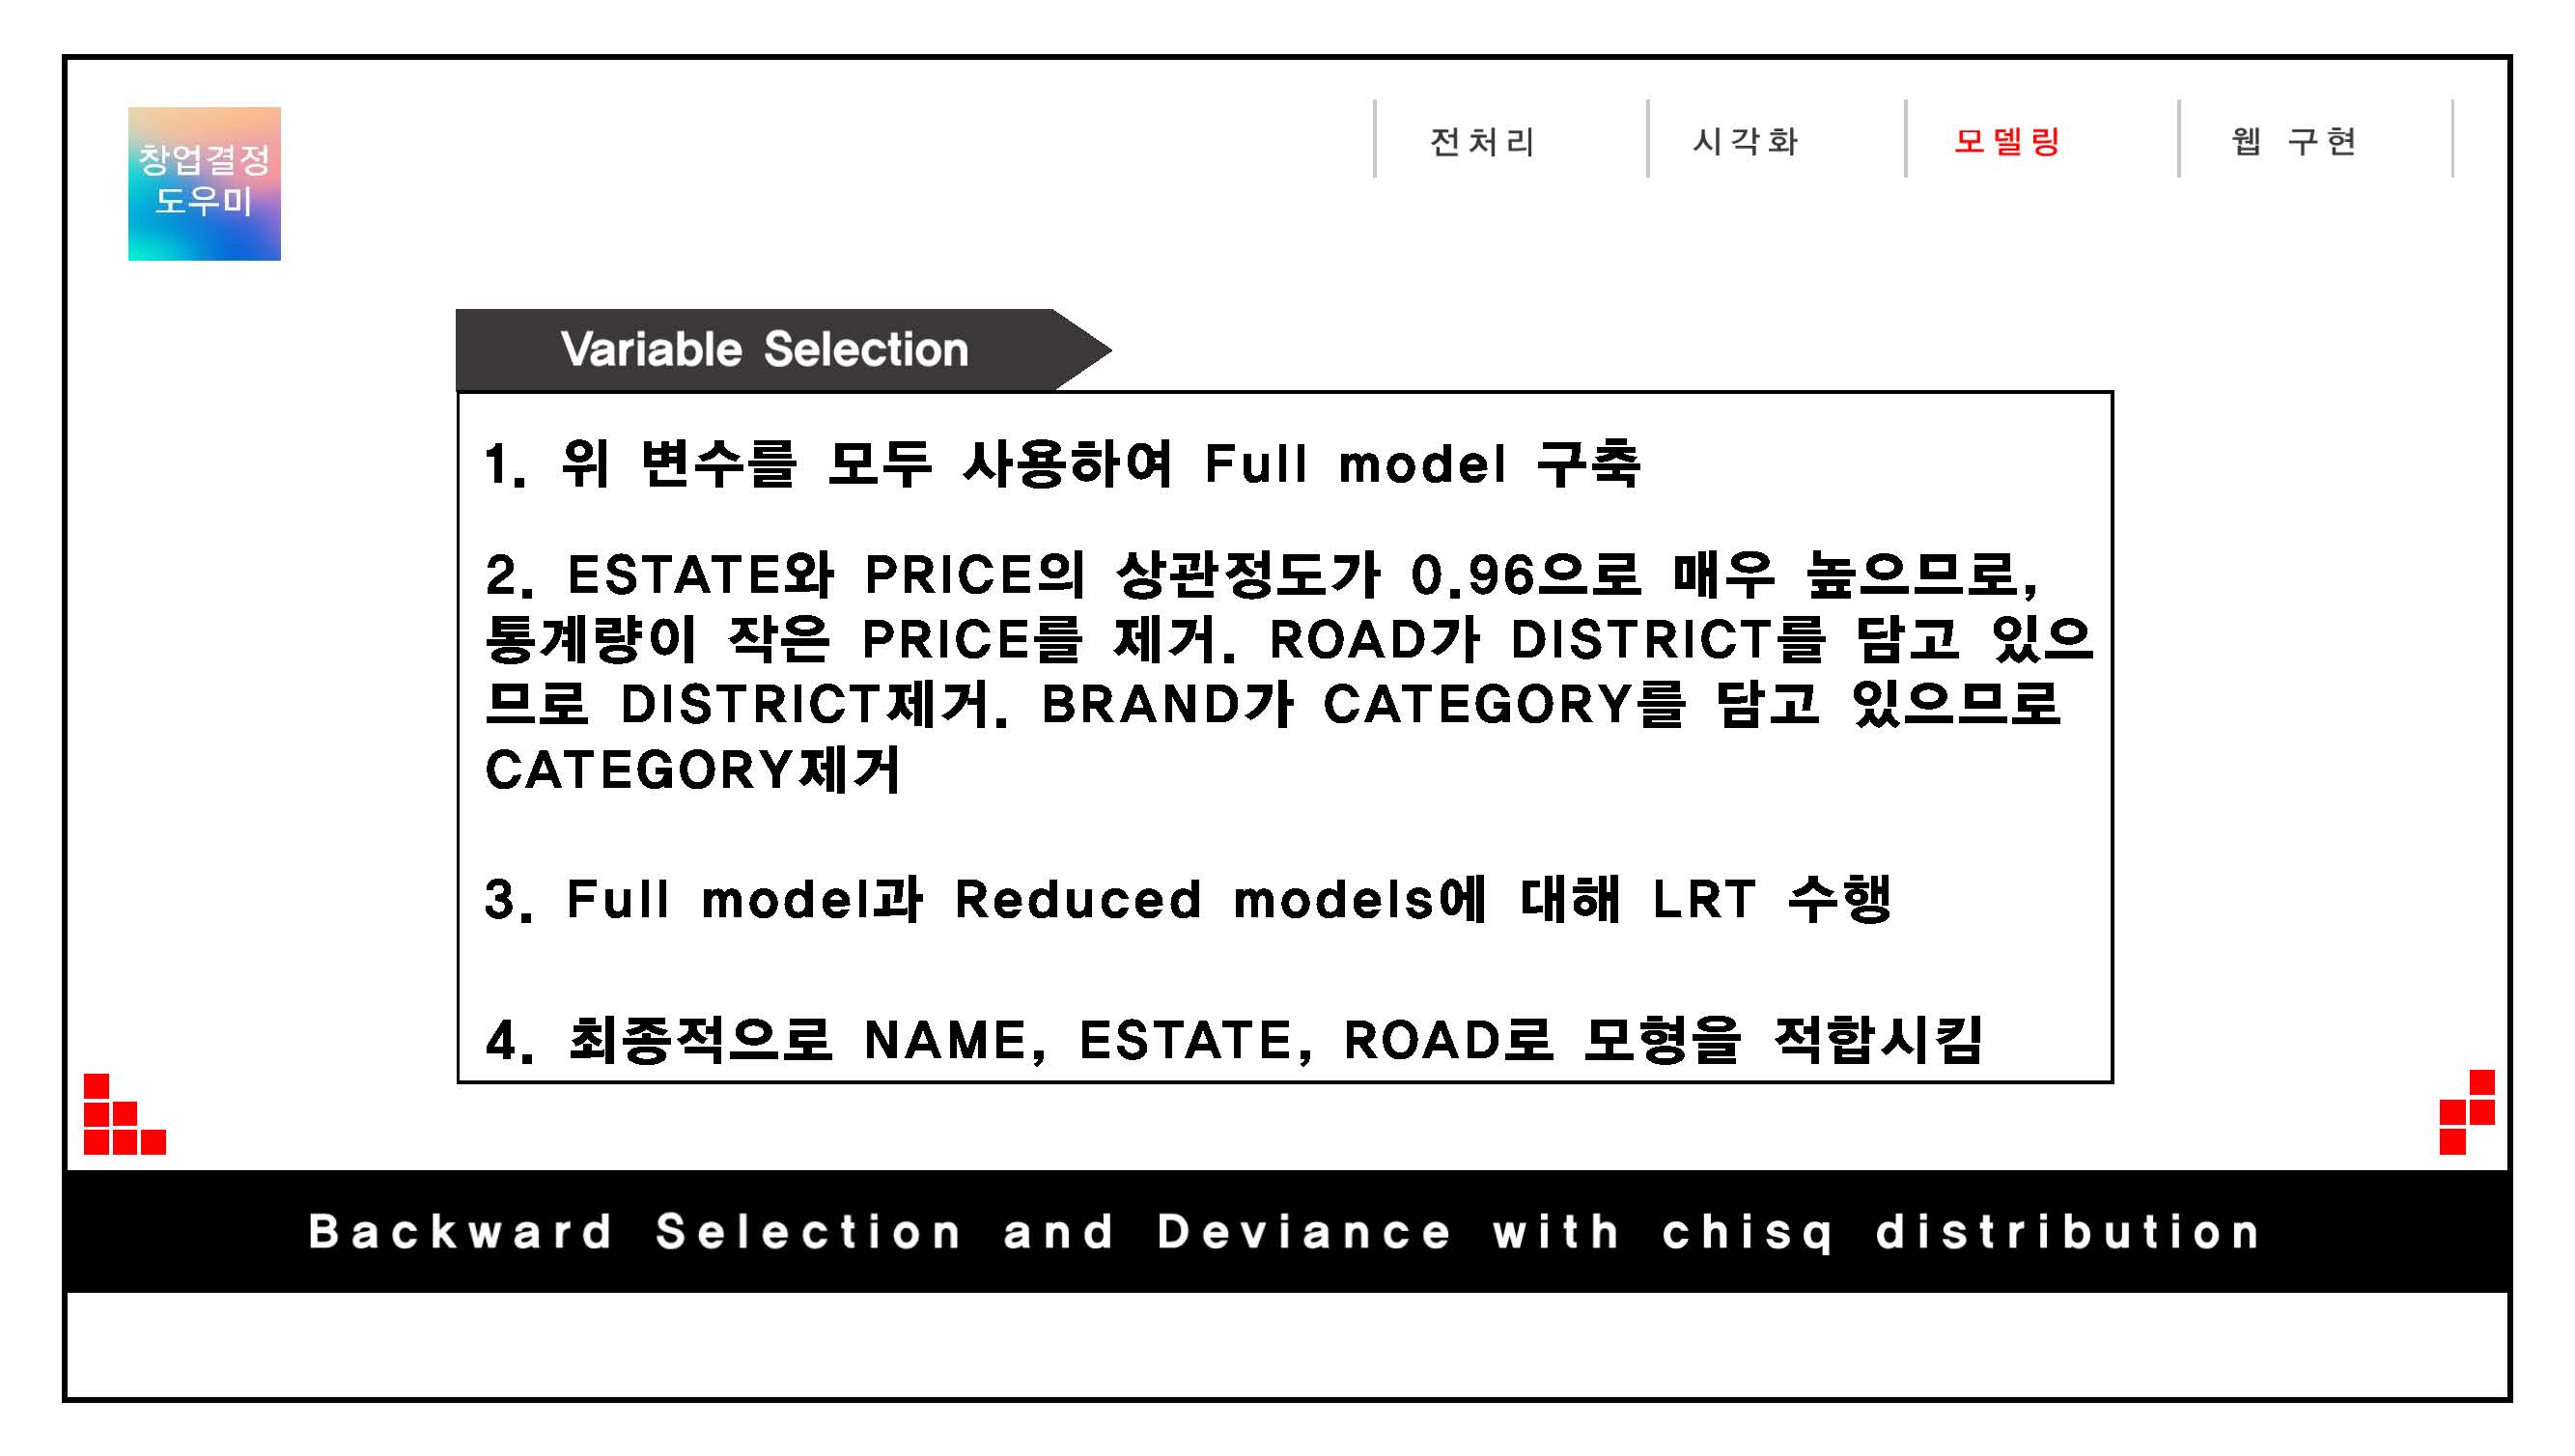 창업결정
도우미
전처리
시각화
모델링
웹 구현
Variable Selection
1. 위 변수를 모두 사용하여 Full model 구축
2. ESTATE와 PRICE의 상관정도가 0.96으로 매우 높으므로,
통계량이 작은 PRICE를 제거. ROAD가 DISTRICT를 담고 있으
므로 DISTRICT제거. BRAND가 CATEGORY를 담고 있으므로
CATEGORY제거
3. Full model과 Reduced models에 대해 LRT 수행
4. 최종적으로 NAME, ESTATE, ROAD로 모형을 적합시킴
Backward Selection and Deviance with chisq distribution